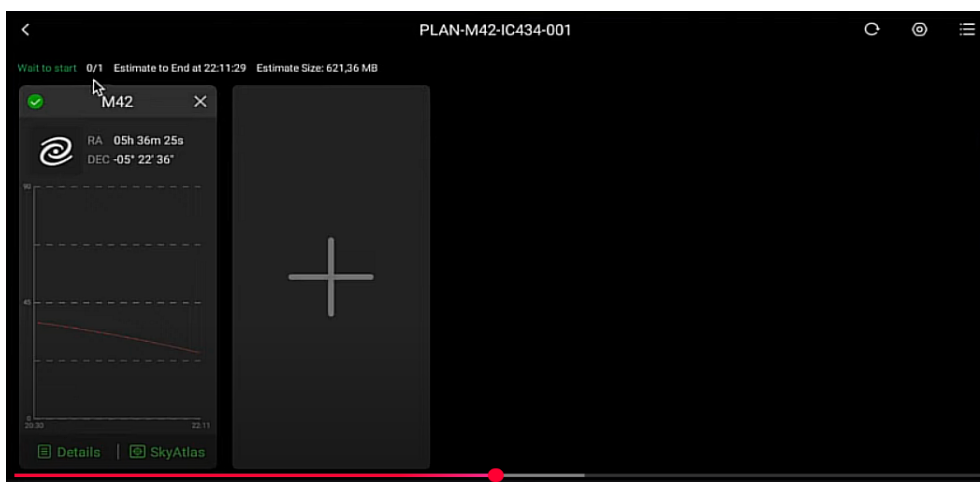 PLAN-M42-IC434-001
Wait to start 0/1 Estimate to End at 22:11:29 Estimate Size: 621,36 MB
M42
RA 05h 36m 25s
DEC -05° 22' 36"
90
45
0
20:30 22:11
Details | SkyAtlas